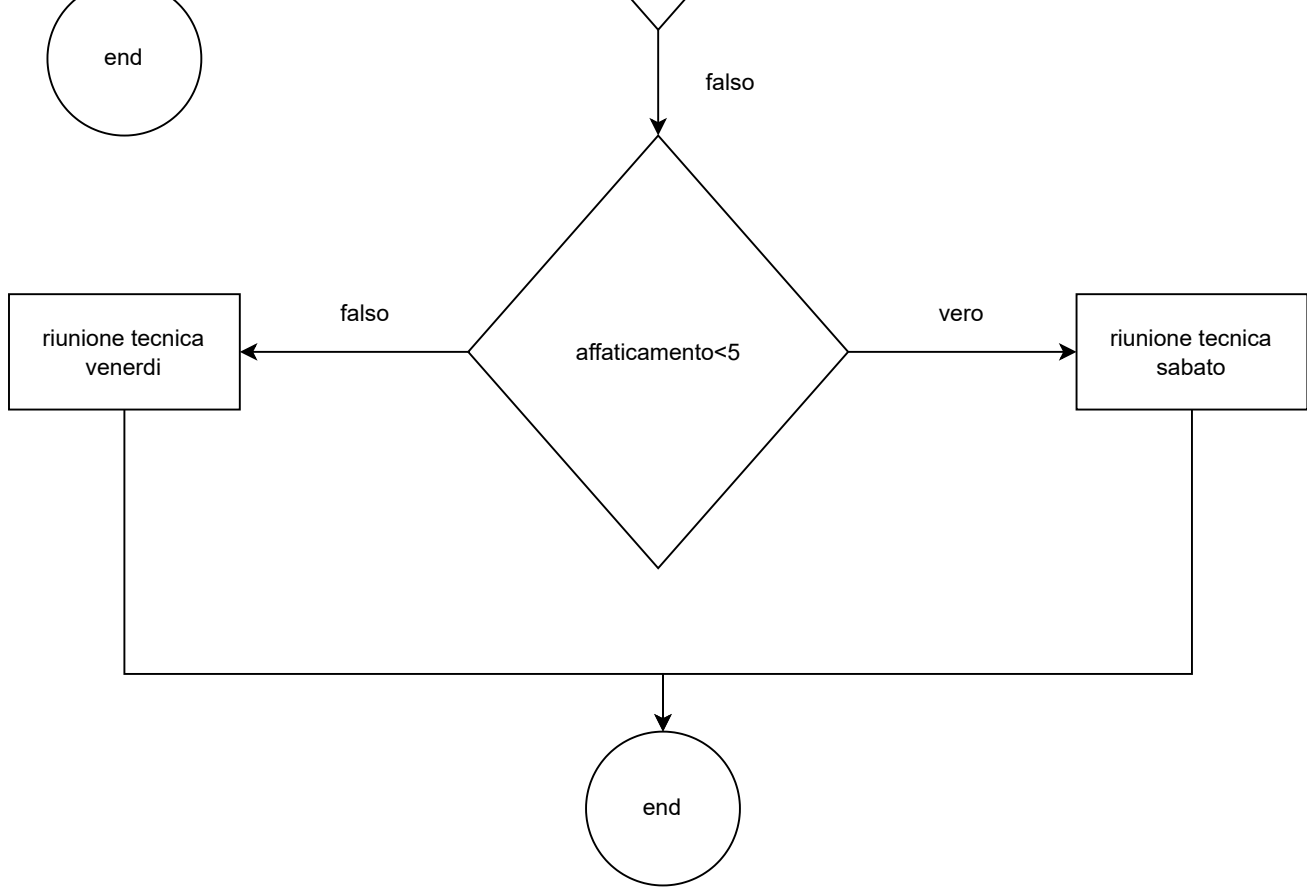 end
falso
falso
vero
riunione tecnica
venerdi
affaticamento<5
riunione tecnica
sabato
end